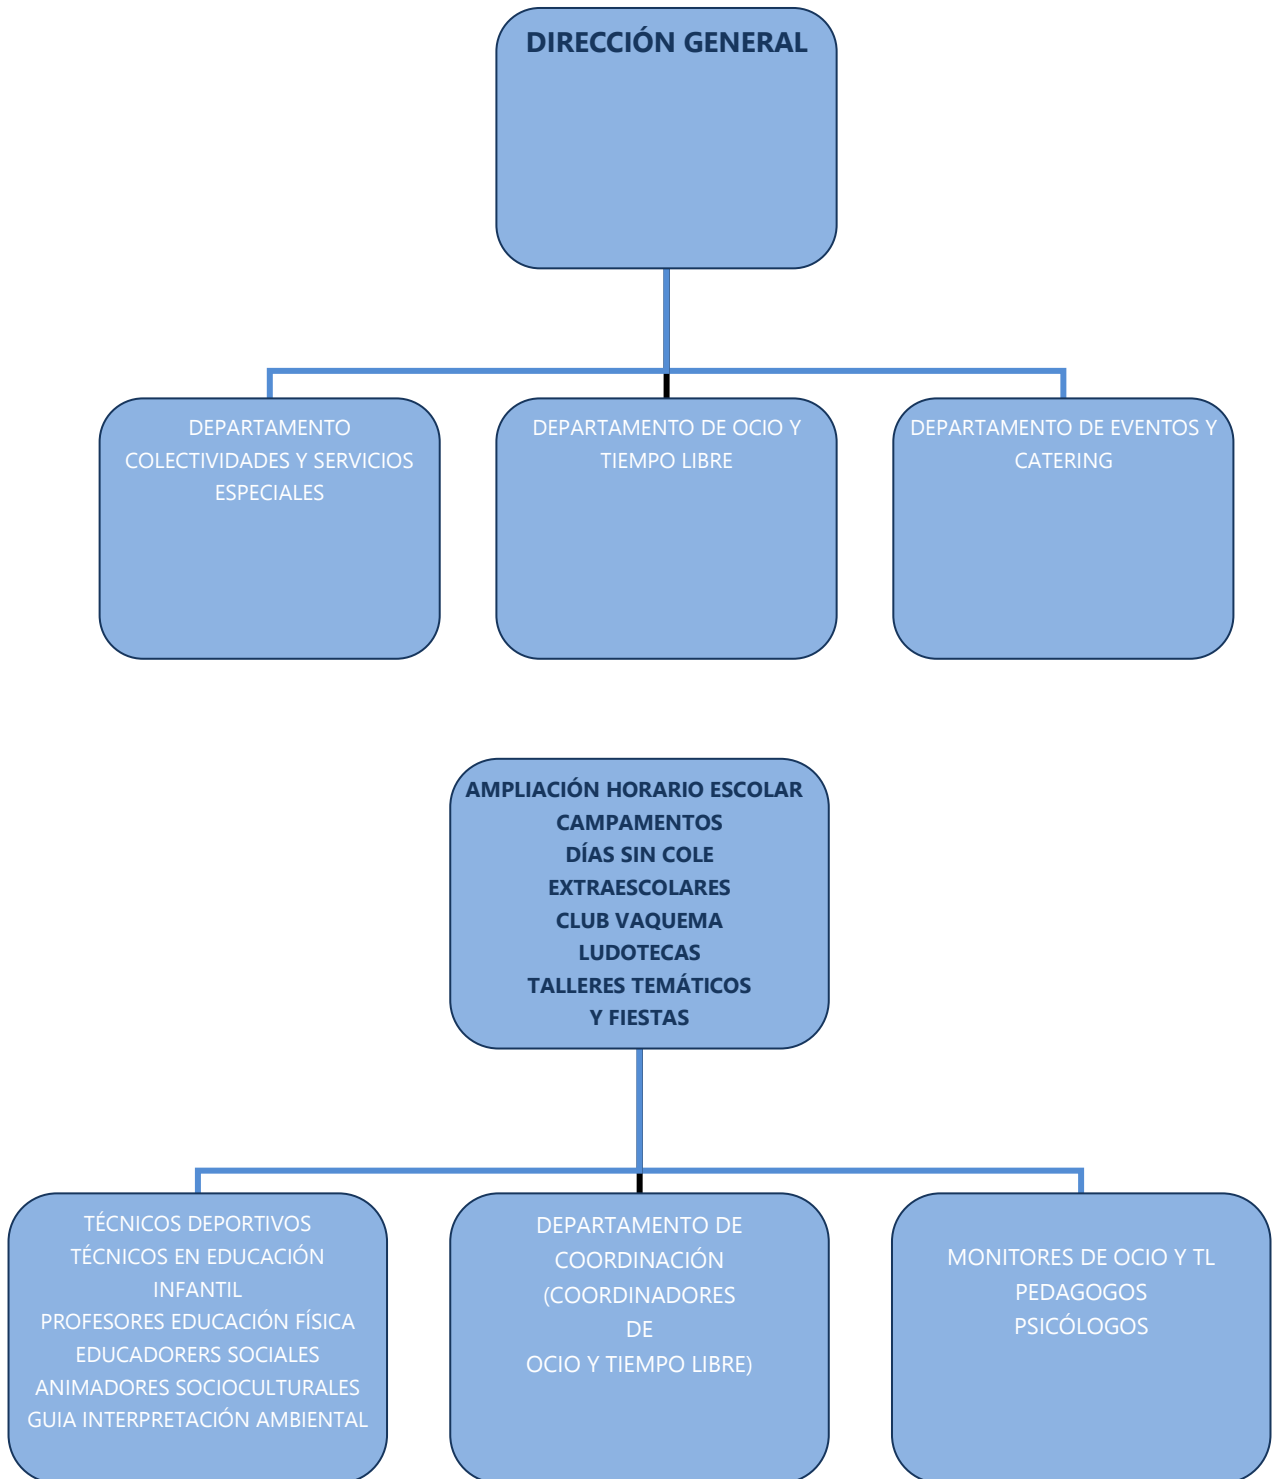 DIRECCIÓN GENERAL
DEPARTAMENTO
COLECTIVIDADES Y SERVICIOS
ESPECIALES
DEPARTAMENTO DE OCIO Y
TIEMPO LIBRE
DEPARTAMENTO DE EVENTOS Y
CATERING
AMPLIACIÓN HORARIO ESCOLAR
CAMPAMENTOS
DÍAS SIN COLE
EXTRAESCOLARES
CLUB VAQUEMA
LUDOTECAS
TALLERES TEMÁTICOS
Y FIESTAS
TÉCNICOS DEPORTIVOS
TÉCNICOS EN EDUCACIÓN
INFANTIL
PROFESORES EDUCACIÓN FÍSICA
EDUCADORERS SOCIALES
ANIMADORES SOCIOCULTURALES
GUIA INTERPRETACIÓN AMBIENTAL
DEPARTAMENTO DE
COORDINACIÓN
(COORDINADORES
DE
OCIO Y TIEMPO LIBRE)
MONITORES DE OCIO Y TL
PEDAGOGOS
PSICÓLOGOS